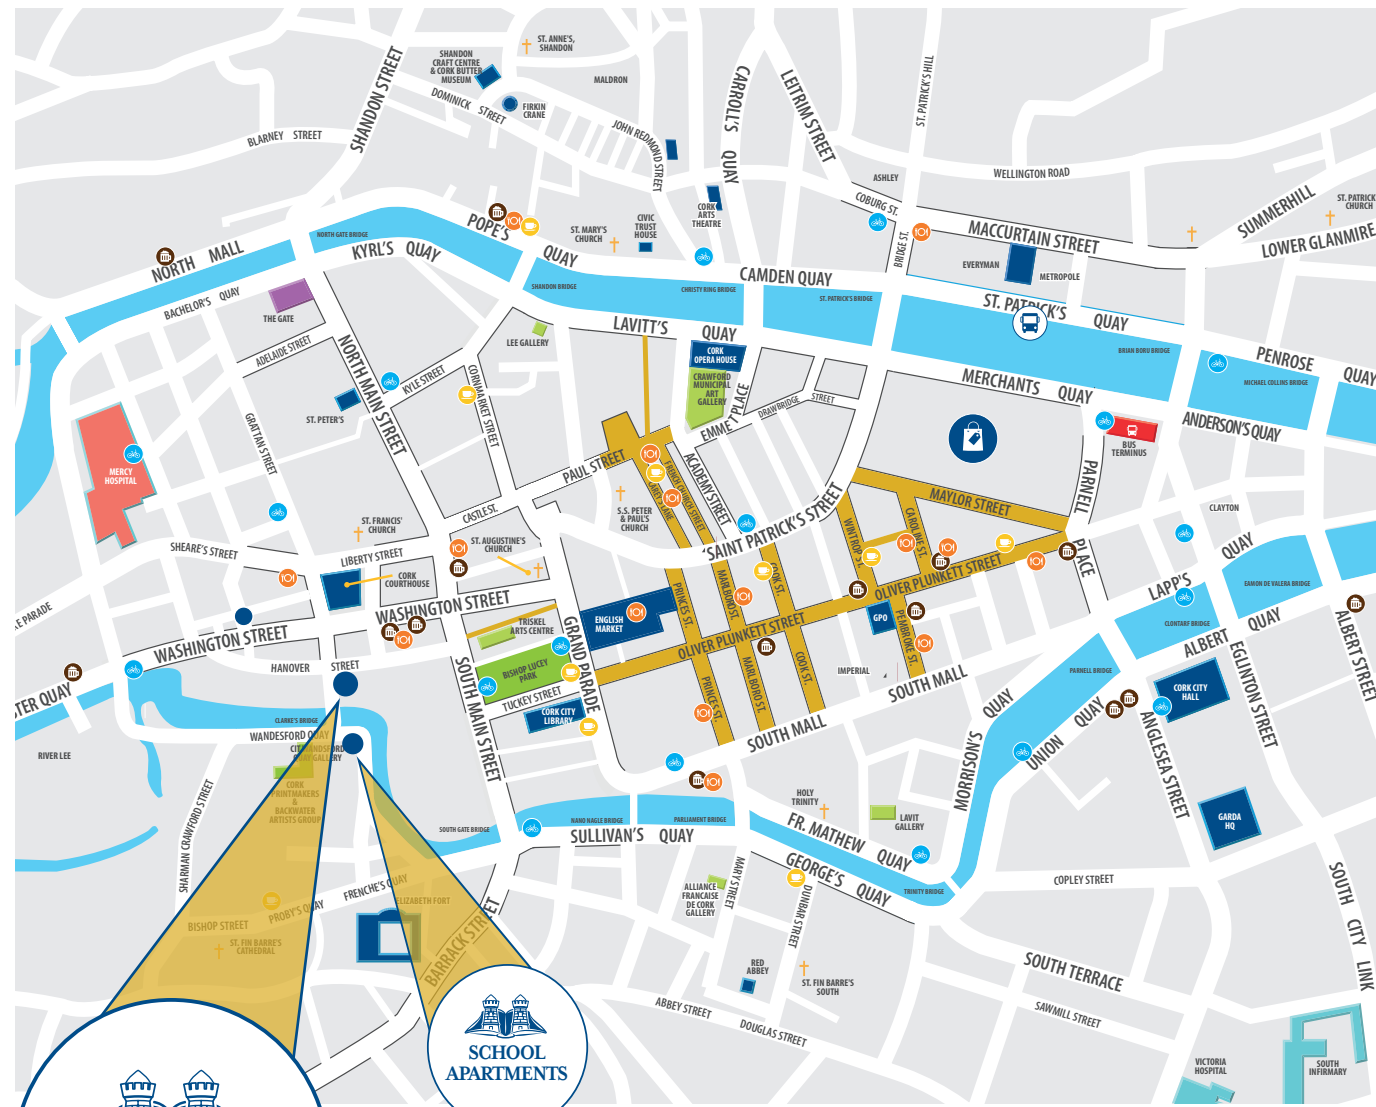 ST. ANNE'S,
SHANDON
SHANDON
CRAFT CENTRE
& CORK BUTTER
MUSEUM
MALDRON
FIRKIN
CRANE
DOMINICK STREET
JOHN REDMOND STREET
SHANDON STREET
BLARNEY STREET
CARROLL'S QUAY
LEITRIM STREET
ST. PATRICK'S HILL
WELLINGTON ROAD
ASHLEY
COBURG ST.
BRIDGE ST.
MACCURTAIN STREET
SUMMERHILL
ST. PATRICK
CHURCH
LOWER GLANMIRE
EVERYMAN
METROPOLE
NORTH MALL
NORTH GATE BRIDGE
POPE'S QUAY
ST. MARY'S
CHURCH
CIVIC
TRUST
HOUSE
CORK
ARTS
THEATRE
KYRL'S QUAY
BACHELOR'S QUAY
THE GATE
SHANDON BRIDGE
CHRISTY RING BRIDGE
CAMDEN QUAY
ST. PATRICK'S BRIDGE
ST. PATRICK'S QUAY
BRIAN BORU BRIDGE
PENROSE QUAY
MICHAEL COLLINS BRIDGE
ADELAIDE STREET
NORTH MAIN STREET
LEE GALLERY
LAVITT'S QUAY
CORK
OPERA HOUSE
CRAWFORD
MUNICIPAL
ART
GALLERY
EMMET PLACE
DRAWBRIDGE STREET
MERCHANTS QUAY
ANDERSON'S QUAY
BUS
TERMINUS
KYLE STREET
CORNMARKET STREET
ST. PETER'S
GRATTAN STREET
MERCY
HOSPITAL
PAUL STREET
FRENCH CHURCH STREET
ACADEMY STREET
S.S. PETER
& PAUL'S
CHURCH
SAINT PATRICK'S STREET
MAYLOR STREET
PARNELL PLACE
CLAYTON
CASTLE ST.
ST. FRANCIS'
CHURCH
ST. AUGUSTINE'S
CHURCH
SHEARE'S STREET
LIBERTY STREET
CORK
COURTHOUSE
WASHINGTON STREET
WASHINGTON STREET
WINTHROP ST.
CAROLINE ST.
OLIVER PLUNKETT STREET
OLIVER PLUNKETT STREET
PRINCES ST.
MARLBORO ST.
COOK ST.
GPO
PEMBROKE ST.
LAPP'S QUAY
EAMON DE VALERA BRIDGE
CLONTARF BRIDGE
ALBERT QUAY
ALBERT STREET
TRISKEL
ARTS CENTRE
GRAND PARADE
ENGLISH
MARKET
HANOVER STREET
BISHOP LUCEY
PARK
TUCKEY STREET
CORK CITY
LIBRARY
SOUTH MAIN STREET
PRINCES ST.
MARLBORO ST.
COOK ST.
IMPERIAL
SOUTH MALL
SOUTH MALL
PARNELL BRIDGE
EGLINTON STREET
CORK CITY
HALL
ANGLESEA STREET
MORRISON'S QUAY
UNION QUAY
GARDA
HQ
RIVER LEE
CLARKE'S BRIDGE
WANDESFORD QUAY
CORK
PRINTMAKERS
&
BACKWATER
ARTISTS GROUP
SHARMAN CRAWFORD STREET
SOUTH GATE BRIDGE
NANO NAGLE BRIDGE
PARLIAMENT BRIDGE
SULLIVAN'S QUAY
HOLY
TRINITY
FR. MATHEW QUAY
LAVIT
GALLERY
GEORGE'S QUAY
TRINITY BRIDGE
COPLEY STREET
SOUTH CITY LINK
FRENCHE'S QUAY
PROBY'S QUAY
ELIZABETH FORT
BISHOP STREET
ST. FIN BARRE'S
CATHEDRAL
BARRACK STREET
ALLIANCE
FRANCAISE
DE CORK
GALLERY
MARY STREET
DUNBAR STREET
RED
ABBEY
ST. FIN BARRE'S
SOUTH
ABBEY STREET
DOUGLAS STREET
SOUTH TERRACE
SAWMILL STREET
VICTORIA
HOSPITAL
SOUTH
INFIRMARY
SCHOOL
APARTMENTS